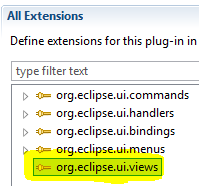 All Extensions
Define extensions for this plug-in in
type filter text
org.eclipse.ui.commands
org.eclipse.ui.handlers
org.eclipse.ui.bindings
org.eclipse.ui.menus
org.eclipse.ui.views